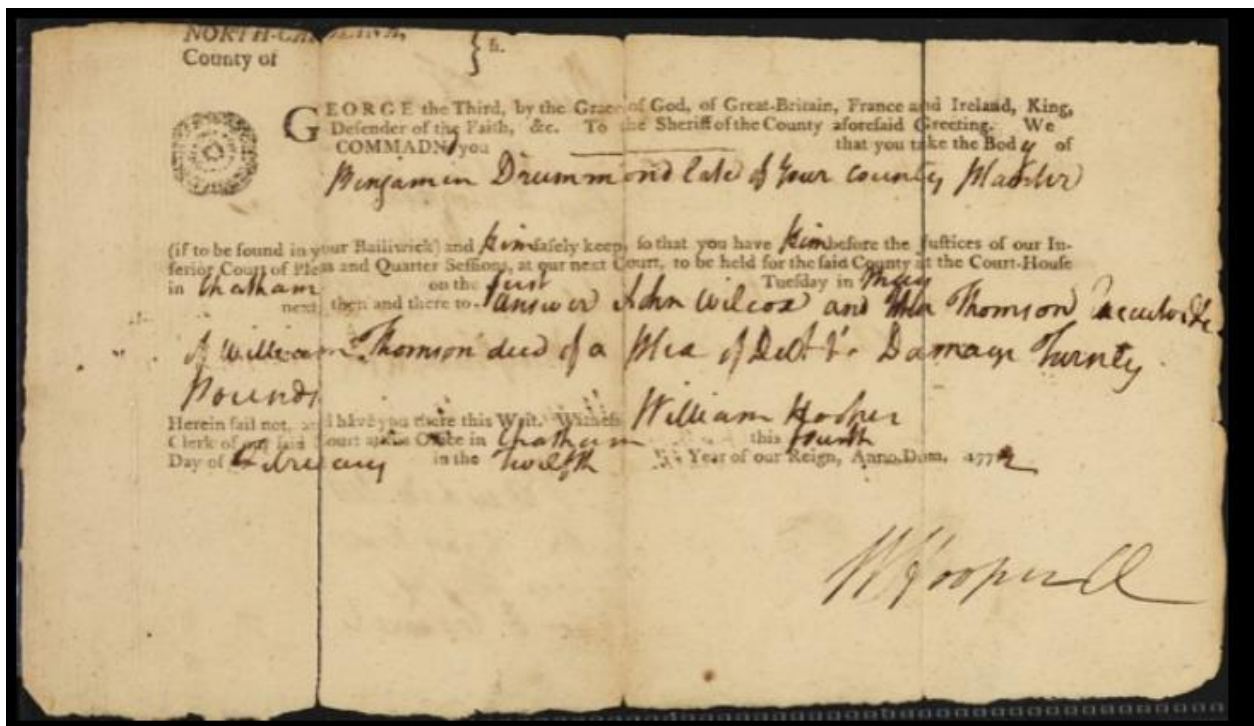 NORTH-CAROLINA,
County of } ss.
GEORGE the Third, by the Grace of God, of Great-Britain, France and Ireland, King,
Defender of the Faith, &c. To the Sheriff of the County aforesaid Greeting. We
COMMADN you that you take the Body of
Benjamin Drummond late of Your County Planter
(if to be found in your Bailiwick) and him safely keep, so that you have him before the Justices of our In-
ferior Court of Pleas and Quarter Sessions, at our next Court, to be held for the said County at the Court-House
in Chatham on the first Tuesday in May
next, then and there to answer John Wilcox and Thomson
of William Thomson decd of a Plea of Debt Damage Twenty
Pounds
Herein fail not, and have you there this Writ. Witness William Hooper
Clerk of our said Court at the Office in Chatham this fourth
Day of February in the twelfth Year of our Reign, Anno. Dom. 1772
W Hooper Cl